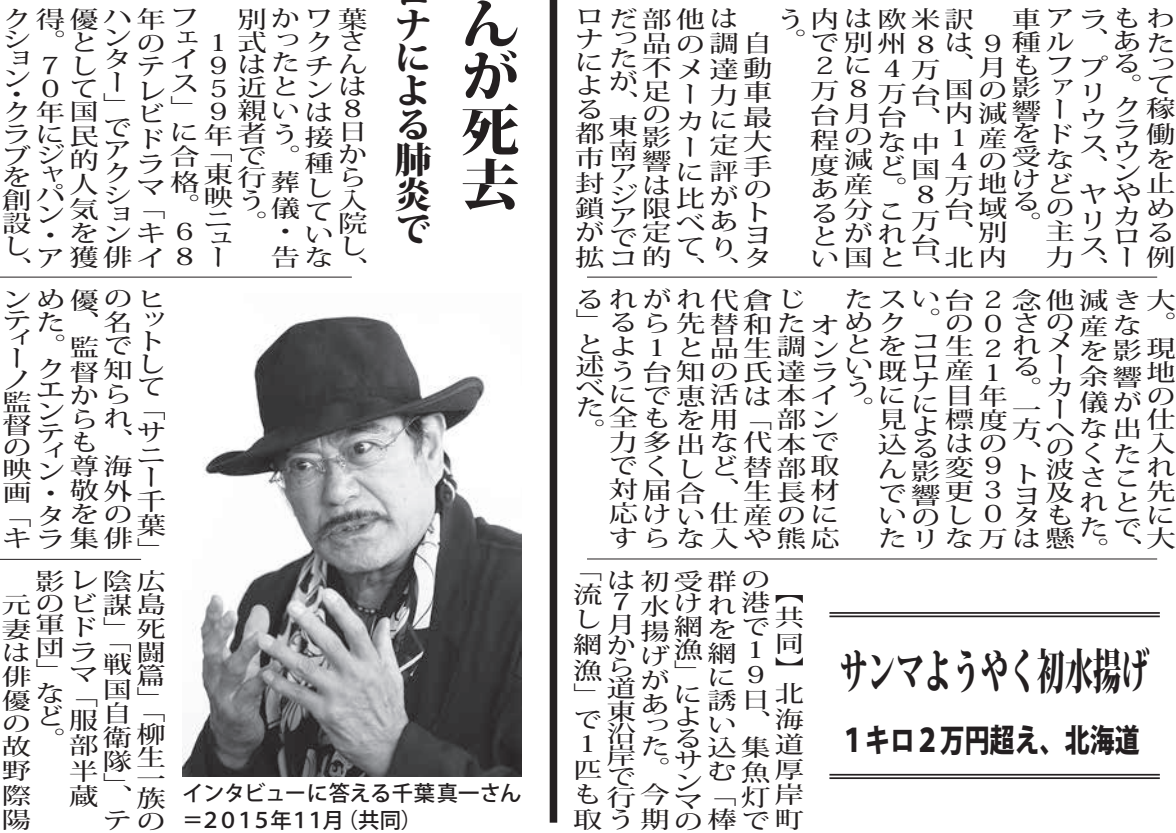 わたって稼働を止める例
もある。クラウンやカロー
ラ、プリウス、ヤリス、
アルファードなどの主力
車種も影響を受ける。
９月の減産の地域別内
訳は、国内１４万台、北
米８万台、中国８万台、
欧州４万台など。これと
は別に８月の減産分が国
内で２万台程度あるとい
う。
自動車最大手のトヨタ
は調達力に定評があり、
他のメーカーに比べて、
部品不足の影響は限定的
だったが、東南アジアでコ
ロナによる都市封鎖が拡
大。現地の仕入れ先に大
きな影響が出たことで、
減産を余儀なくされた。
他のメーカーへの波及も懸
念される。一方、トヨタは
２０２１年度の９３０万
台の生産目標は変更しな
い。コロナによる影響のリ
スクを既に見込んでいた
ためという。
オンラインで取材に応
じた調達本部本部長の熊
倉和生氏は「代替生産や
代替品の活用など、仕入
れ先と知恵を出し合いな
がら１台でも多く届けら
れるように全力で対応す
る」と述べた。
サンマようやく初水揚げ
１キロ２万円超え、北海道
【共同】北海道厚岸町
の港で１９日、集魚灯で
群れを網に誘い込む「棒
受け網漁」によるサンマの
初水揚げがあった。今期
は７月から道東沿岸で行う
「流し網漁」で１匹も取
んが死去
ナによる肺炎で
葉さんは８日から入院し、
ワクチンは接種していな
かったという。葬儀・告
別式は近親者で行う。
１９５９年「東映ニュー
フェイス」に合格。６８
年のテレビドラマ「キイ
ハンター」でアクション俳
優として国民的人気を獲
得。７０年にジャパン・ア
クション・クラブを創設し、
ヒットして「サニー千葉」
の名で知られ、海外の俳
優、監督からも尊敬を集
めた。クエンティン・タラ
ンティーノ監督の映画「キ
広島死闘篇」「柳生一族の
陰謀」「戦国自衛隊」、テ
レビドラマ「服部半蔵
影の軍団」など。
元妻は俳優の故野際陽
インタビューに答える千葉真一さん
＝２０１５年１１月（共同）